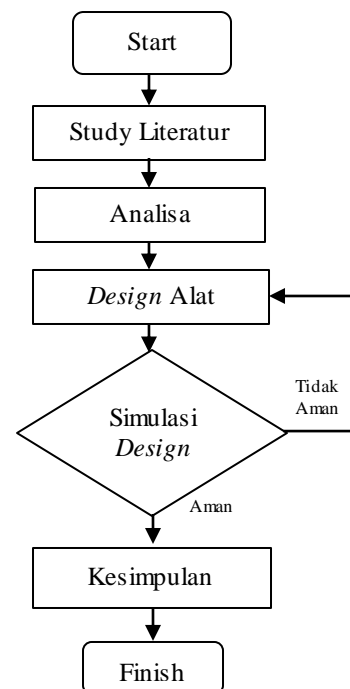 Start
Study Literatur
Analisa
Design Alat
Tidak
Aman
Simulasi
Design
Aman
Kesimpulan
Finish